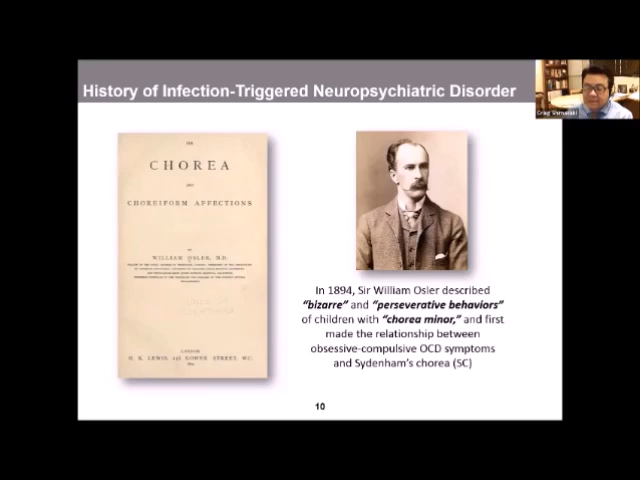 History of Infection-Triggered Neuropsychiatric Disorder
CHOREA
AND
CHOREIFORM AFFECTIONS
BY
WILLIAM OSLER, M.D.
LONDON
H. K. LEWIS, 136 GOWER STREET, W.C.
In 1894, Sir William Osler described
"bizarre" and "perseverative behaviors"
of children with "chorea minor," and first
made the relationship between
obsessive-compulsive OCD symptoms
and Sydenham's chorea (SC)
10
Craig Shimasaki